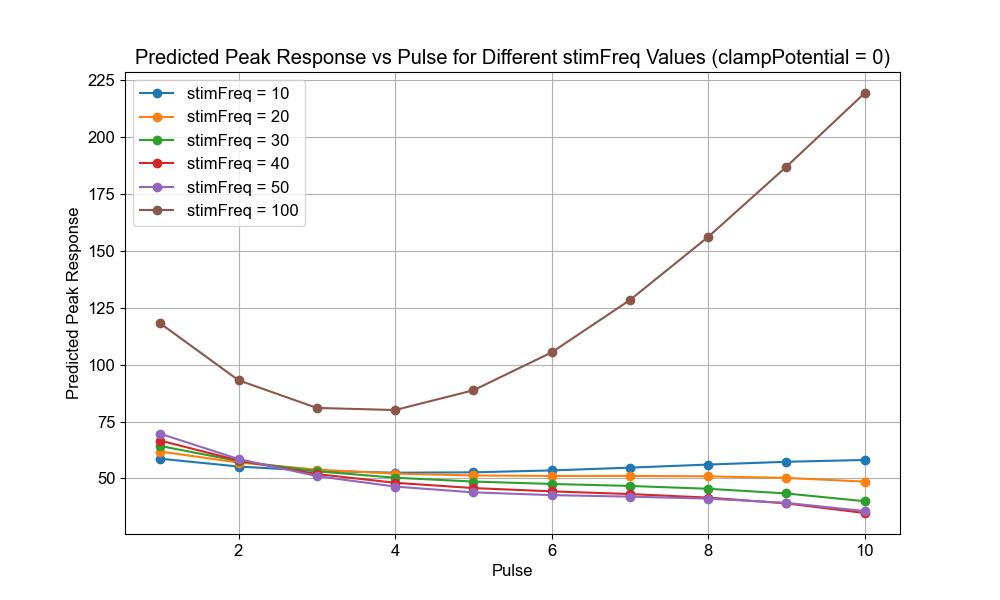 Predicted Peak Response vs Pulse for Different stimFreq Values (clampPotential = 0)
225
200
175
150
125
100
75
50
Predicted Peak Response
stimFreq = 10
stimFreq = 20
stimFreq = 30
stimFreq = 40
stimFreq = 50
stimFreq = 100
2 4 6 8 10
Pulse